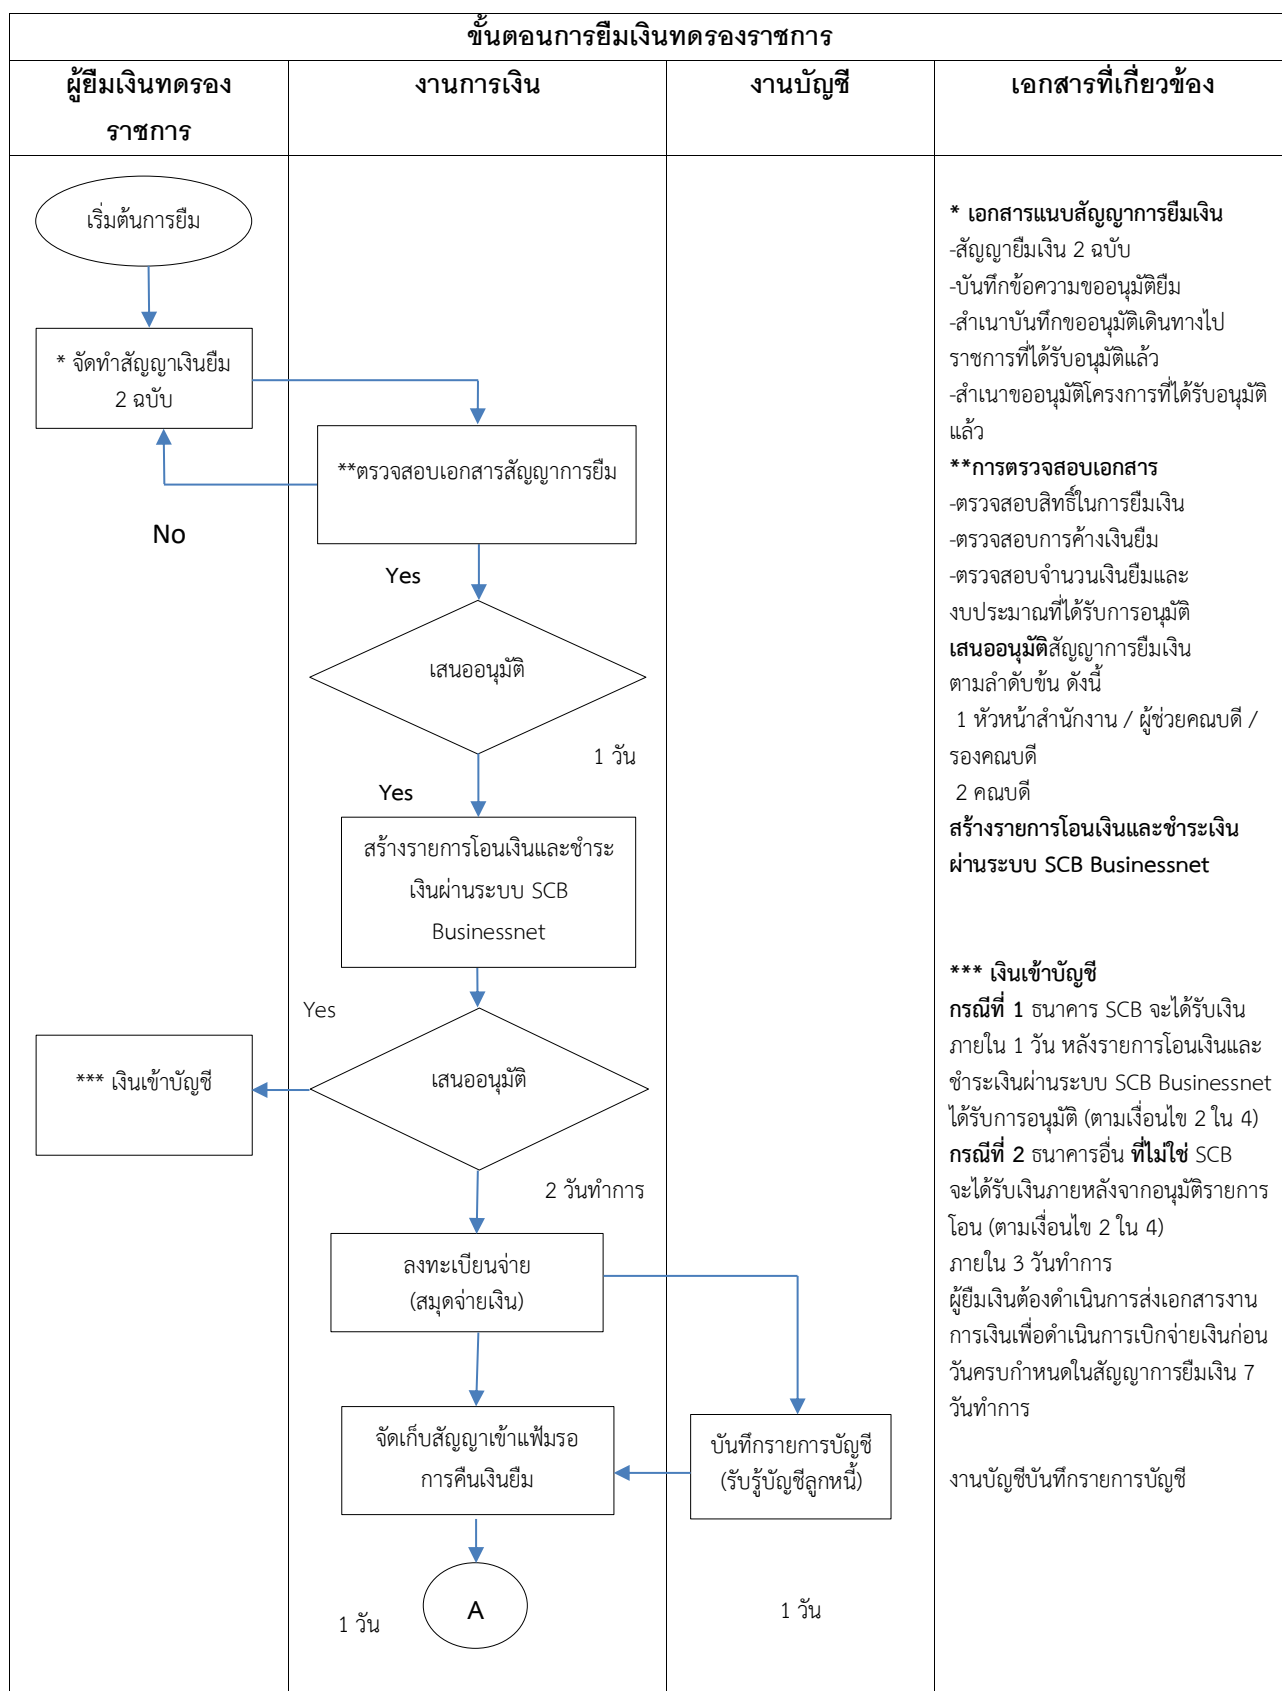 ขั้นตอนการยืมเงินทดรองราชการ
ผู้ยืมเงินทดรอง
ราชการ
งานการเงิน
งานบัญชี
เอกสารที่เกี่ยวข้อง
เริ่มต้นการยืม
* จัดทำสัญญาเงินยืม
2 ฉบับ
**ตรวจสอบเอกสารสัญญาการยืม
No
Yes
เสนออนุมัติ
1 วัน
Yes
สร้างรายการโอนเงินและชำระ
เงินผ่านระบบ SCB
Businessnet
Yes
เสนออนุมัติ
*** เงินเข้าบัญชี
2 วันทำการ
ลงทะเบียนจ่าย
(สมุดจ่ายเงิน)
จัดเก็บสัญญาเข้าแฟ้มรอ
การคืนเงินยืม
บันทึกรายการบัญชี
(รับรู้บัญชีลูกหนี้)
A
1 วัน
1 วัน
* เอกสารแนบสัญญาการยืมเงิน
-สัญญายืมเงิน 2 ฉบับ
-บันทึกข้อความขออนุมัติยืม
-สำเนาบันทึกขออนุมัติเดินทางไป
ราชการที่ได้รับอนุมัติแล้ว
-สำเนาขออนุมัติโครงการที่ได้รับอนุมัติ
แล้ว
**การตรวจสอบเอกสาร
-ตรวจสอบสิทธิ์ในการยืมเงิน
-ตรวจสอบการค้างเงินยืม
-ตรวจสอบจำนวนเงินยืมและ
งบประมาณที่ได้รับการอนุมัติ
เสนออนุมัติสัญญาการยืมเงิน
ตามลำดับขั้น ดังนี้
1 หัวหน้าสำนักงาน / ผู้ช่วยคณบดี /
รองคณบดี
2 คณบดี
สร้างรายการโอนเงินและชำระเงิน
ผ่านระบบ SCB Businessnet
*** เงินเข้าบัญชี
กรณีที่ 1 ธนาคาร SCB จะได้รับเงิน
ภายใน 1 วัน หลังรายการโอนเงินและ
ชำระเงินผ่านระบบ SCB Businessnet
ได้รับการอนุมัติ (ตามเงื่อนไข 2 ใน 4)
กรณีที่ 2 ธนาคารอื่น ที่ไม่ใช่ SCB
จะได้รับเงินภายหลังจากอนุมัติรายการ
โอน (ตามเงื่อนไข 2 ใน 4)
ภายใน 3 วันทำการ
ผู้ยืมเงินต้องดำเนินการส่งเอกสารงาน
การเงินเพื่อดำเนินการเบิกจ่ายเงินก่อน
วันครบกำหนดในสัญญาการยืมเงิน 7
วันทำการ
งานบัญชีบันทึกรายการบัญชี